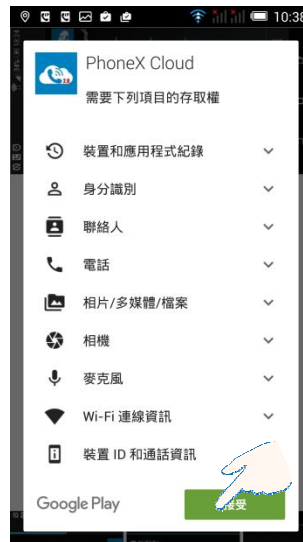 10:38
PhoneX Cloud
需要下列項目的存取權
裝置和應用程式紀錄
身分識別
聯絡人
電話
相片/多媒體/檔案
相機
麥克風
Wi-Fi 連線資訊
裝置 ID 和通話資訊
Google Play
接受